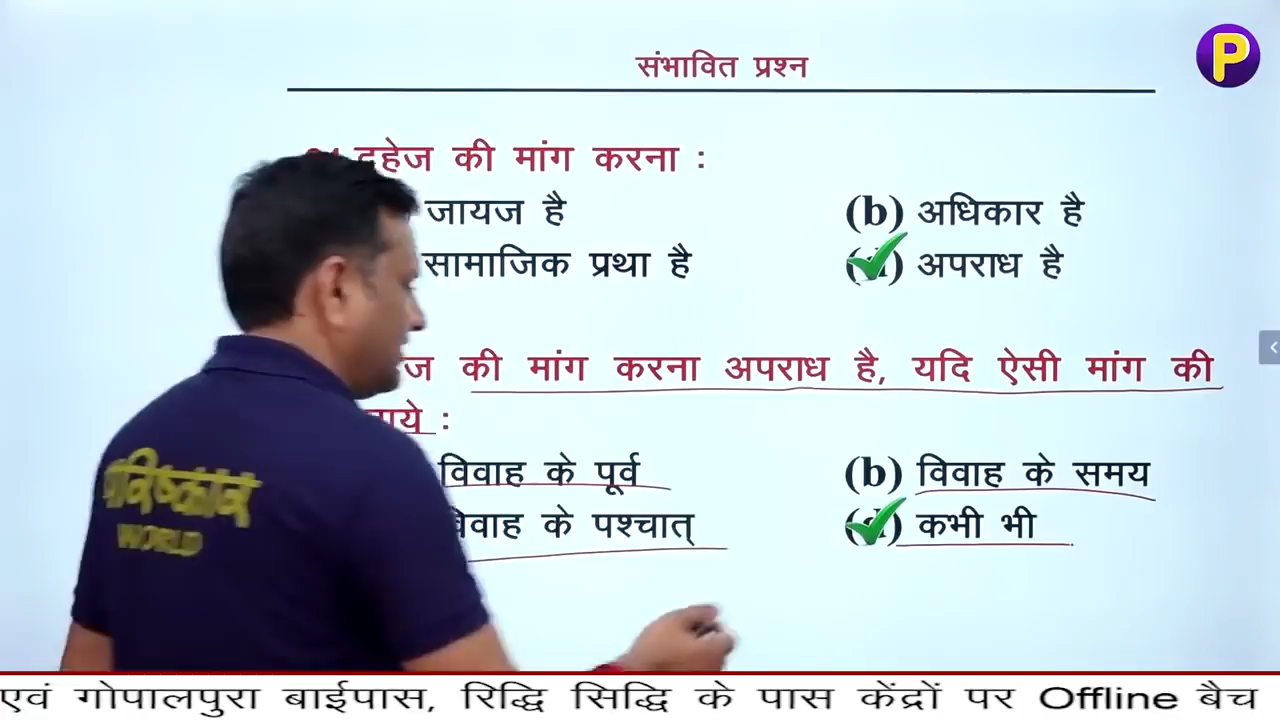 संभावित प्रश्न
P
दहेज की मांग करना :
जायज है (b) अधिकार है
सामाजिक प्रथा है अपराध है
की मांग करना अपराध है, यदि ऐसी मांग की
:
विवाह के पूर्व (b) विवाह के समय
विवाह के पश्चात् कभी भी
WORLD
एवं गोपालपुरा बाईपास, रिद्धि सिद्धि के पास केंद्रों पर Offline बैच